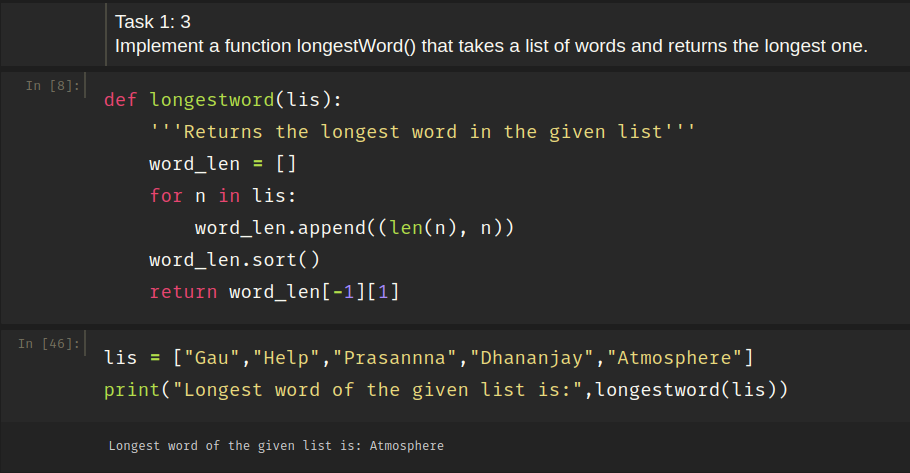 Task 1: 3
Implement a function longestWord() that takes a list of words and returns the longest one.
In [8]:
def longestword(lis):
    '''Returns the longest word in the given list'''
    word_len = []
    for n in lis:
        word_len.append((len(n), n))
    word_len.sort()
    return word_len[-1][1]
In [46]:
lis = ["Gau","Help","Prasannna","Dhananjay","Atmosphere"]
print("Longest word of the given list is:",longestword(lis))
Longest word of the given list is: Atmosphere